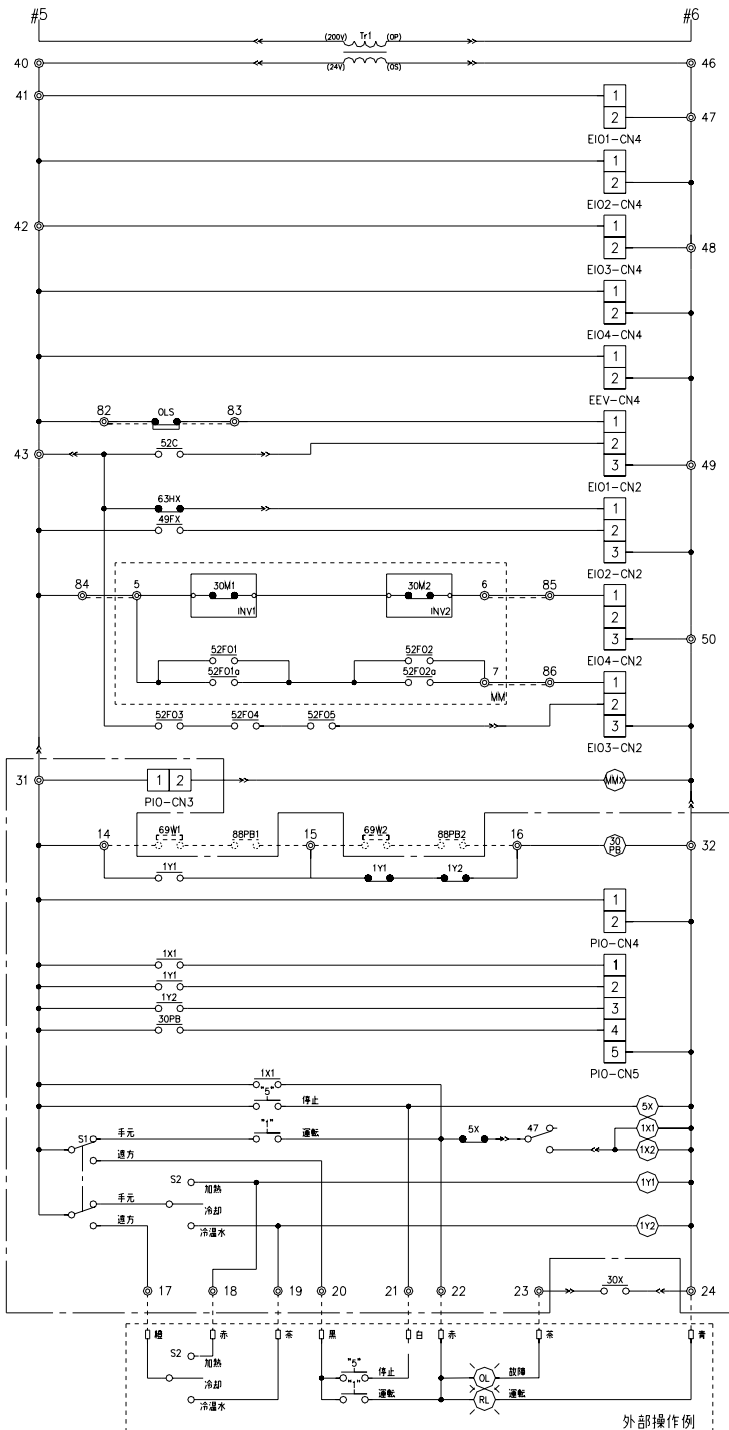 #5 #6
(200V) Tr1 (0P)
40 (24V) (0S) 46
41 1
2 47
EIO1-CN4
1
2
EIO2-CN4
42 1
2 48
EIO3-CN4
1
2
EIO4-CN4
1
2
EEV-CN4
82 OLS 83 1
43 52C 2
3 49
EIO1-CN2
63HX 1
49FX 2
3
EIO2-CN2
84 5 30M1 30M2 6 85 1
INV1 INV2 2
3 50
EIO4-CN2
52F01 52F02
52F01a 52F02a 7 86 1
MM 2
52F03 52F04 52F05 3
EIO3-CN2
31 1 2 MMX
PIO-CN3
14 69W1 88PB1 15 69W2 88PB2 16 30PB 32
1Y1 1Y1 1Y2
1
2
PIO-CN4
1X1 1
1Y1 2
1Y2 3
30PB 4
5
PIO-CN5
1X1
"5" 停止 5X
S1 手元 "1" 運転 5X 47 1X1
遠方 1X2
S2 加熱 1Y1
手元 冷却
遠方 冷温水 1Y2
30X
17 18 19 20 21 22 23 24
橙 赤 茶 黒 白 赤 茶 青
S2 加熱 "5" 停止 OL 故障
冷却 "1" 運転 RL 運転
冷温水
外部操作例